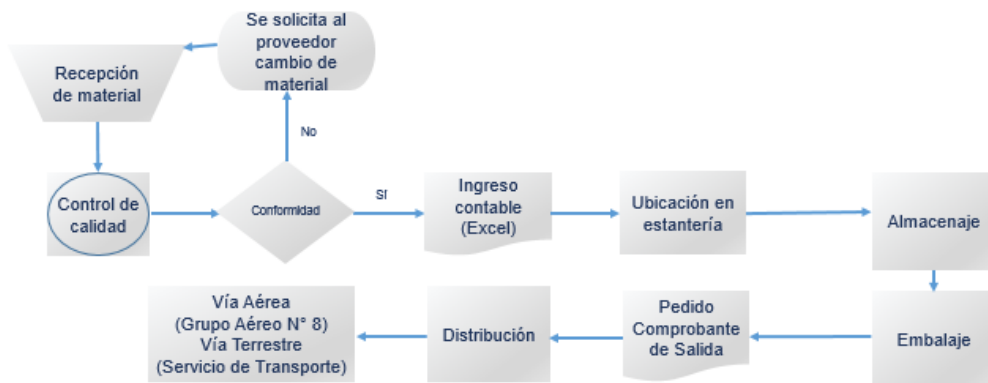 Se solicita al
proveedor
cambio de
material
Recepción
de material
No
Control de
calidad
Conformidad
Sí
Ingreso
contable
(Excel)
Ubicación en
estantería
Almacenaje
Vía Aérea
(Grupo Aéreo N° 8)
Vía Terrestre
(Servicio de Transporte)
Distribución
Pedido
Comprobante
de Salida
Embalaje